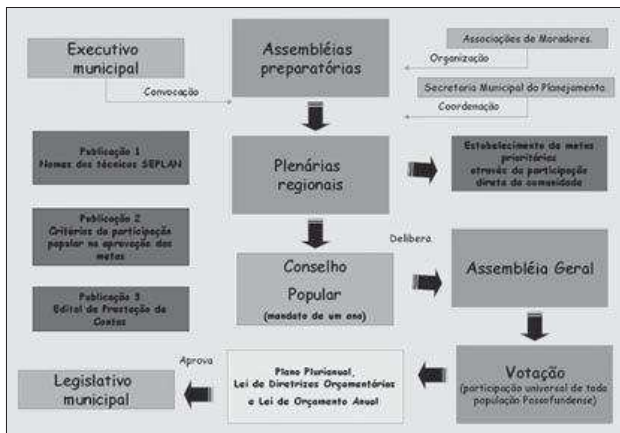 Executivo
municipal
Assembléias
preparatórias
Associações de Moradores.
Organização
Secretaria Municipal do Planejamento
Coordenação
Convocação
Publicação 1
Nomes dos técnicos SEPLAN
Plenárias
regionais
Estabelecimento de metas
prioritárias
através da participação
direta da comunidade
Publicação 2
Critérios da participação
popular na aprovação das
metas
Delibera
Conselho
Popular
(mandato de um ano)
Assembléia Geral
Publicação 3
Edital de Prestação de
Contas
Aprova
Legislativo
municipal
Plano Plurianual,
Lei de Diretrizes Orçamentárias
e Lei de Orçamento Anual
Votação
(participação universal de toda
população Passofundense)